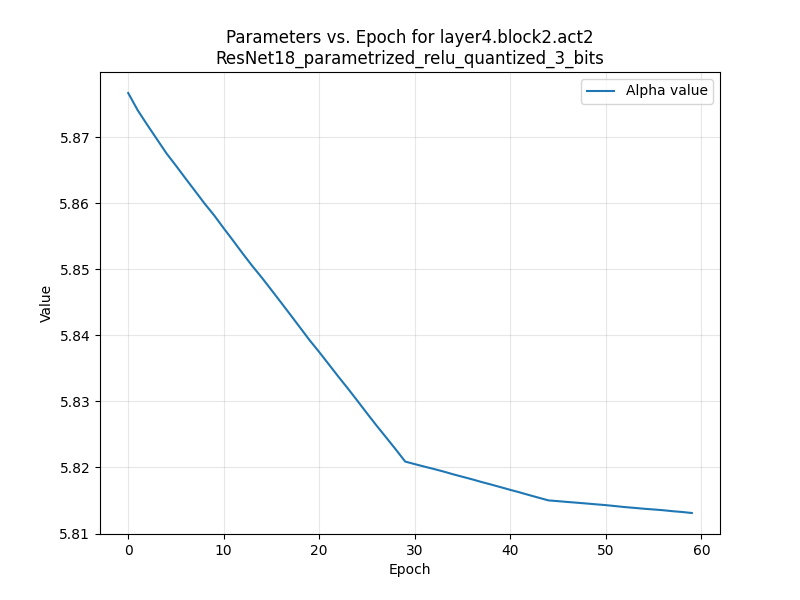 Parameters vs. Epoch for layer4.block2.act2
ResNet18_parametrized_relu_quantized_3_bits
Alpha value
5.87
5.86
5.85
5.84
5.83
5.82
5.81
Value
0
10
20
30
40
50
60
Epoch